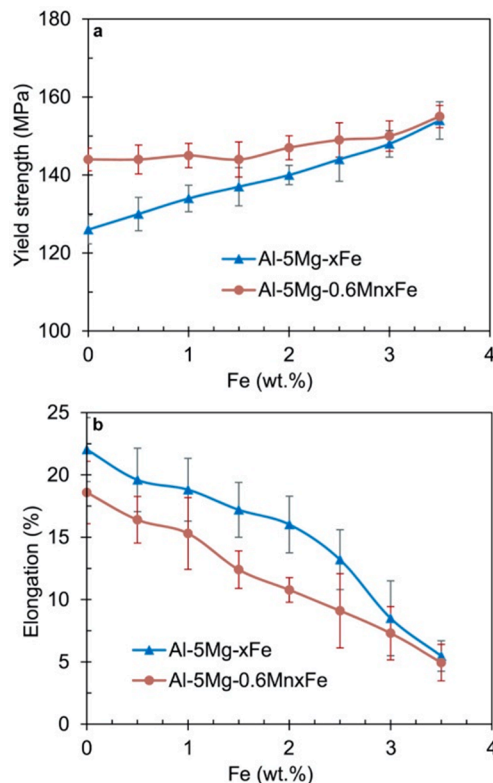 a
180
160
140
120
100
Yield strength (MPa)
Al-5Mg-xFe
Al-5Mg-0.6MnxFe
0 1 2 3 4
Fe (wt.%)
b
25
20
15
10
5
0
Elongation (%)
Al-5Mg-xFe
Al-5Mg-0.6MnxFe
0 1 2 3 4
Fe (wt.%)